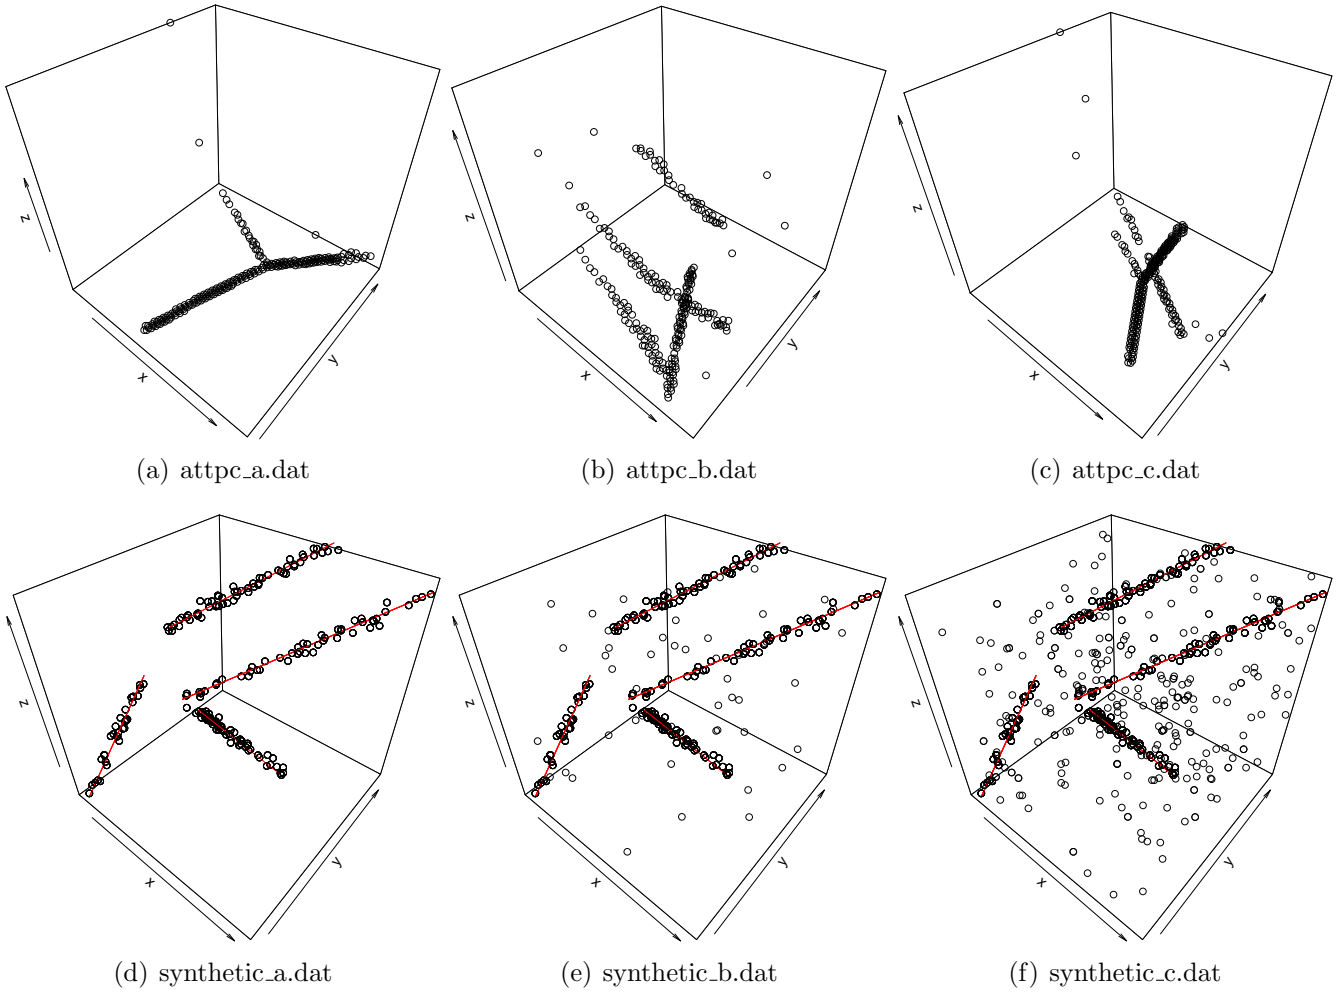 z
x
y
z
x
y
z
x
y
(a) attpc_a.dat
(b) attpc_b.dat
(c) attpc_c.dat
z
x
y
z
x
y
z
x
y
(d) synthetic_a.dat
(e) synthetic_b.dat
(f) synthetic_c.dat